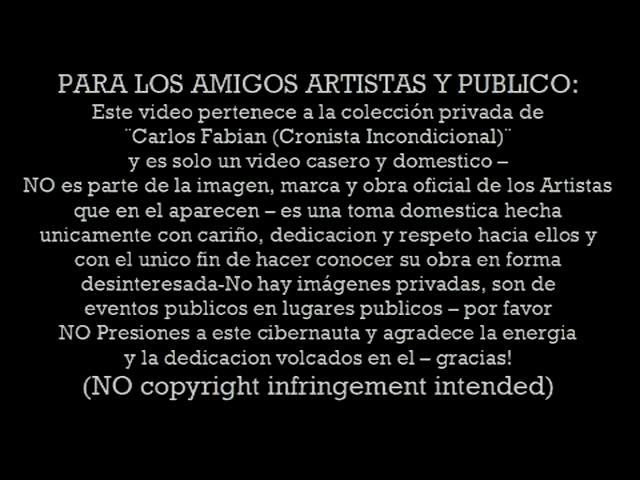 PARA LOS AMIGOS ARTISTAS Y PUBLICO:
Este video pertenece a la colección privada de
¨Carlos Fabian (Cronista Incondicional)¨
y es solo un video casero y domestico –
NO es parte de la imagen, marca y obra oficial de los Artistas
que en el aparecen – es una toma domestica hecha
unicamente con cariño, dedicacion y respeto hacia ellos y
con el unico fin de hacer conocer su obra en forma
desinteresada-No hay imágenes privadas, son de
eventos publicos en lugares publicos – por favor
NO Presiones a este cibernauta y agradece la energia
y la dedicacion volcados en el – gracias!
(NO copyright infringement intended)